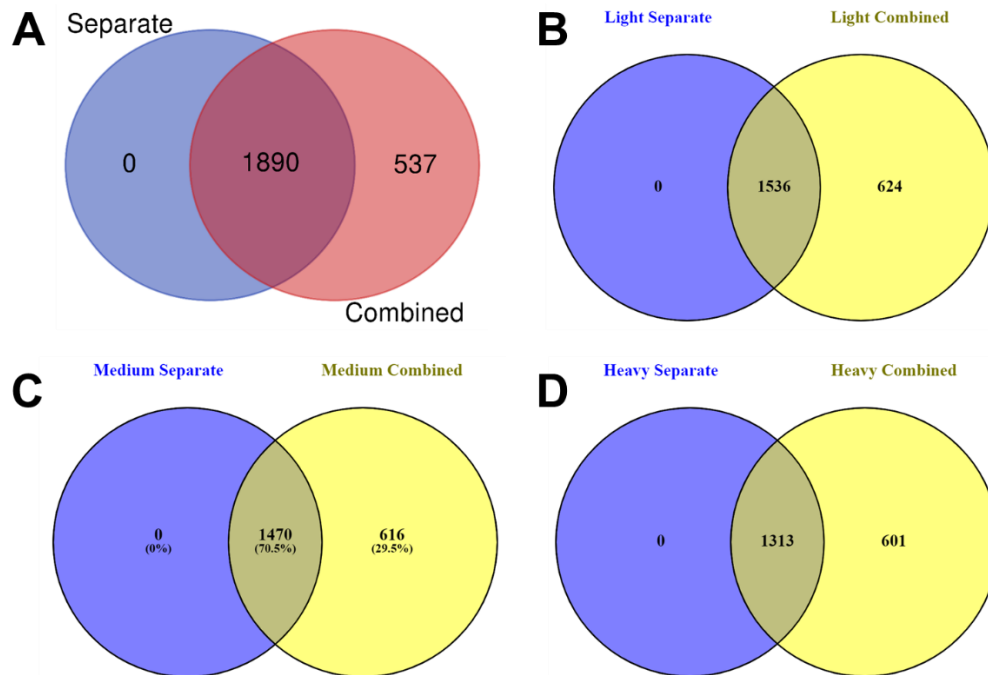 A
Separate
0
1890
537
Combined
B
Light Separate
Light Combined
0
1536
624
C
Medium Separate
Medium Combined
0
(0%)
1470
(70.5%)
616
(29.5%)
D
Heavy Separate
Heavy Combined
0
1313
601